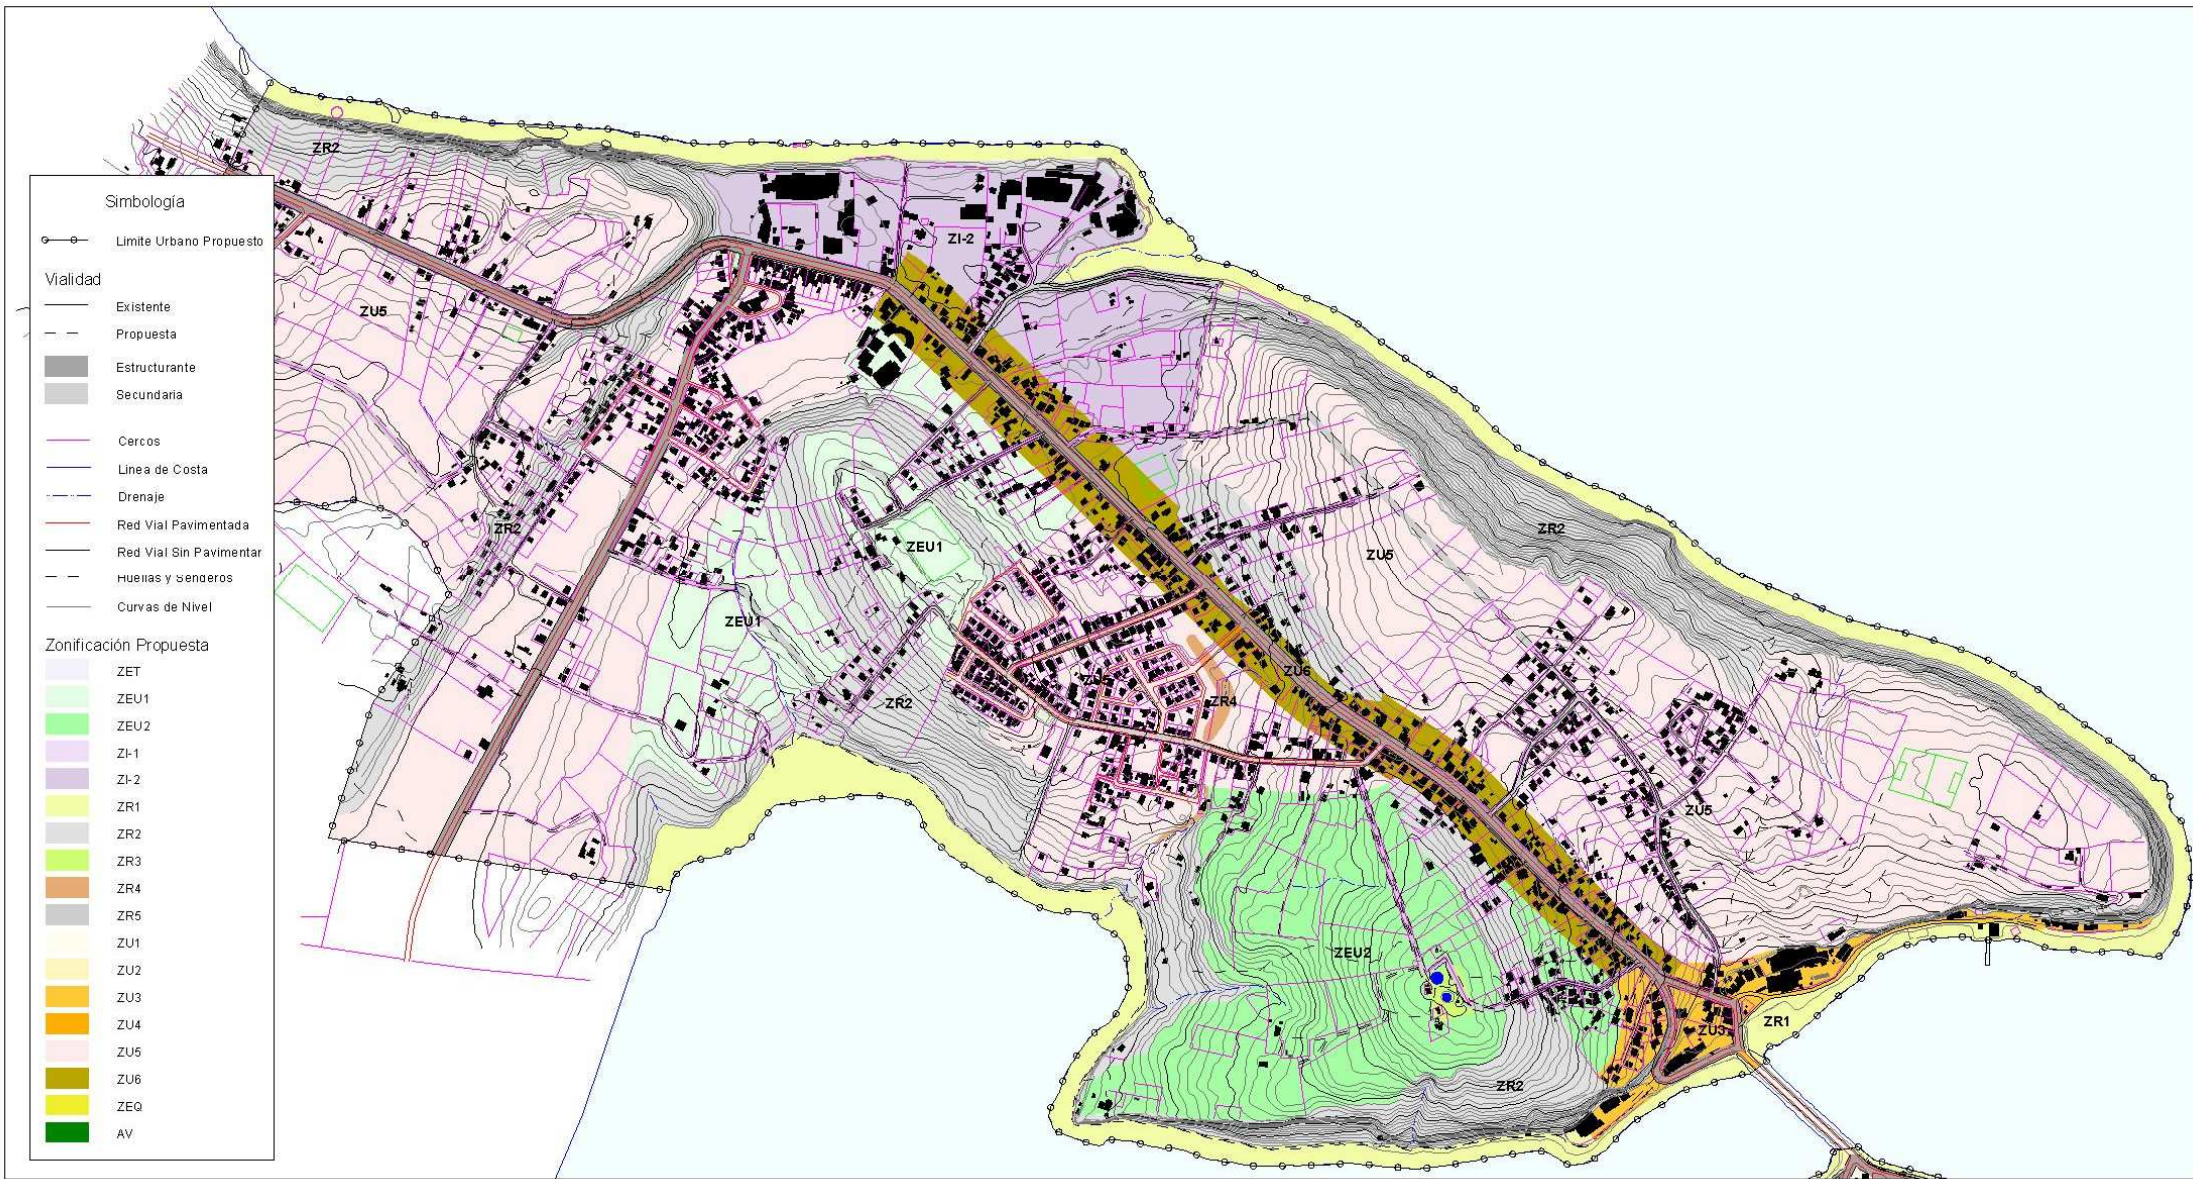 Simbología
Limite Urbano Propuesto
Vialidad
Existente
Propuesta
Estructurante
Secundaria
Cercos
Linea de Costa
Drenaje
Red Vial Pavimentada
Red Vial Sin Pavimentar
Huellas y Senderos
Curvas de Nivel
Zonificación Propuesta
ZET
ZEU1
ZEU2
ZI-1
ZI-2
ZR1
ZR2
ZR3
ZR4
ZR5
ZU1
ZU2
ZU3
ZU4
ZU5
ZU6
ZEQ
AV
ZR2
ZI-2
ZU5
ZR2
ZEU1
ZU5
ZR2
ZEU1
ZU6
ZR4
ZR2
ZU5
ZEU2
ZR1
ZU3
ZR2